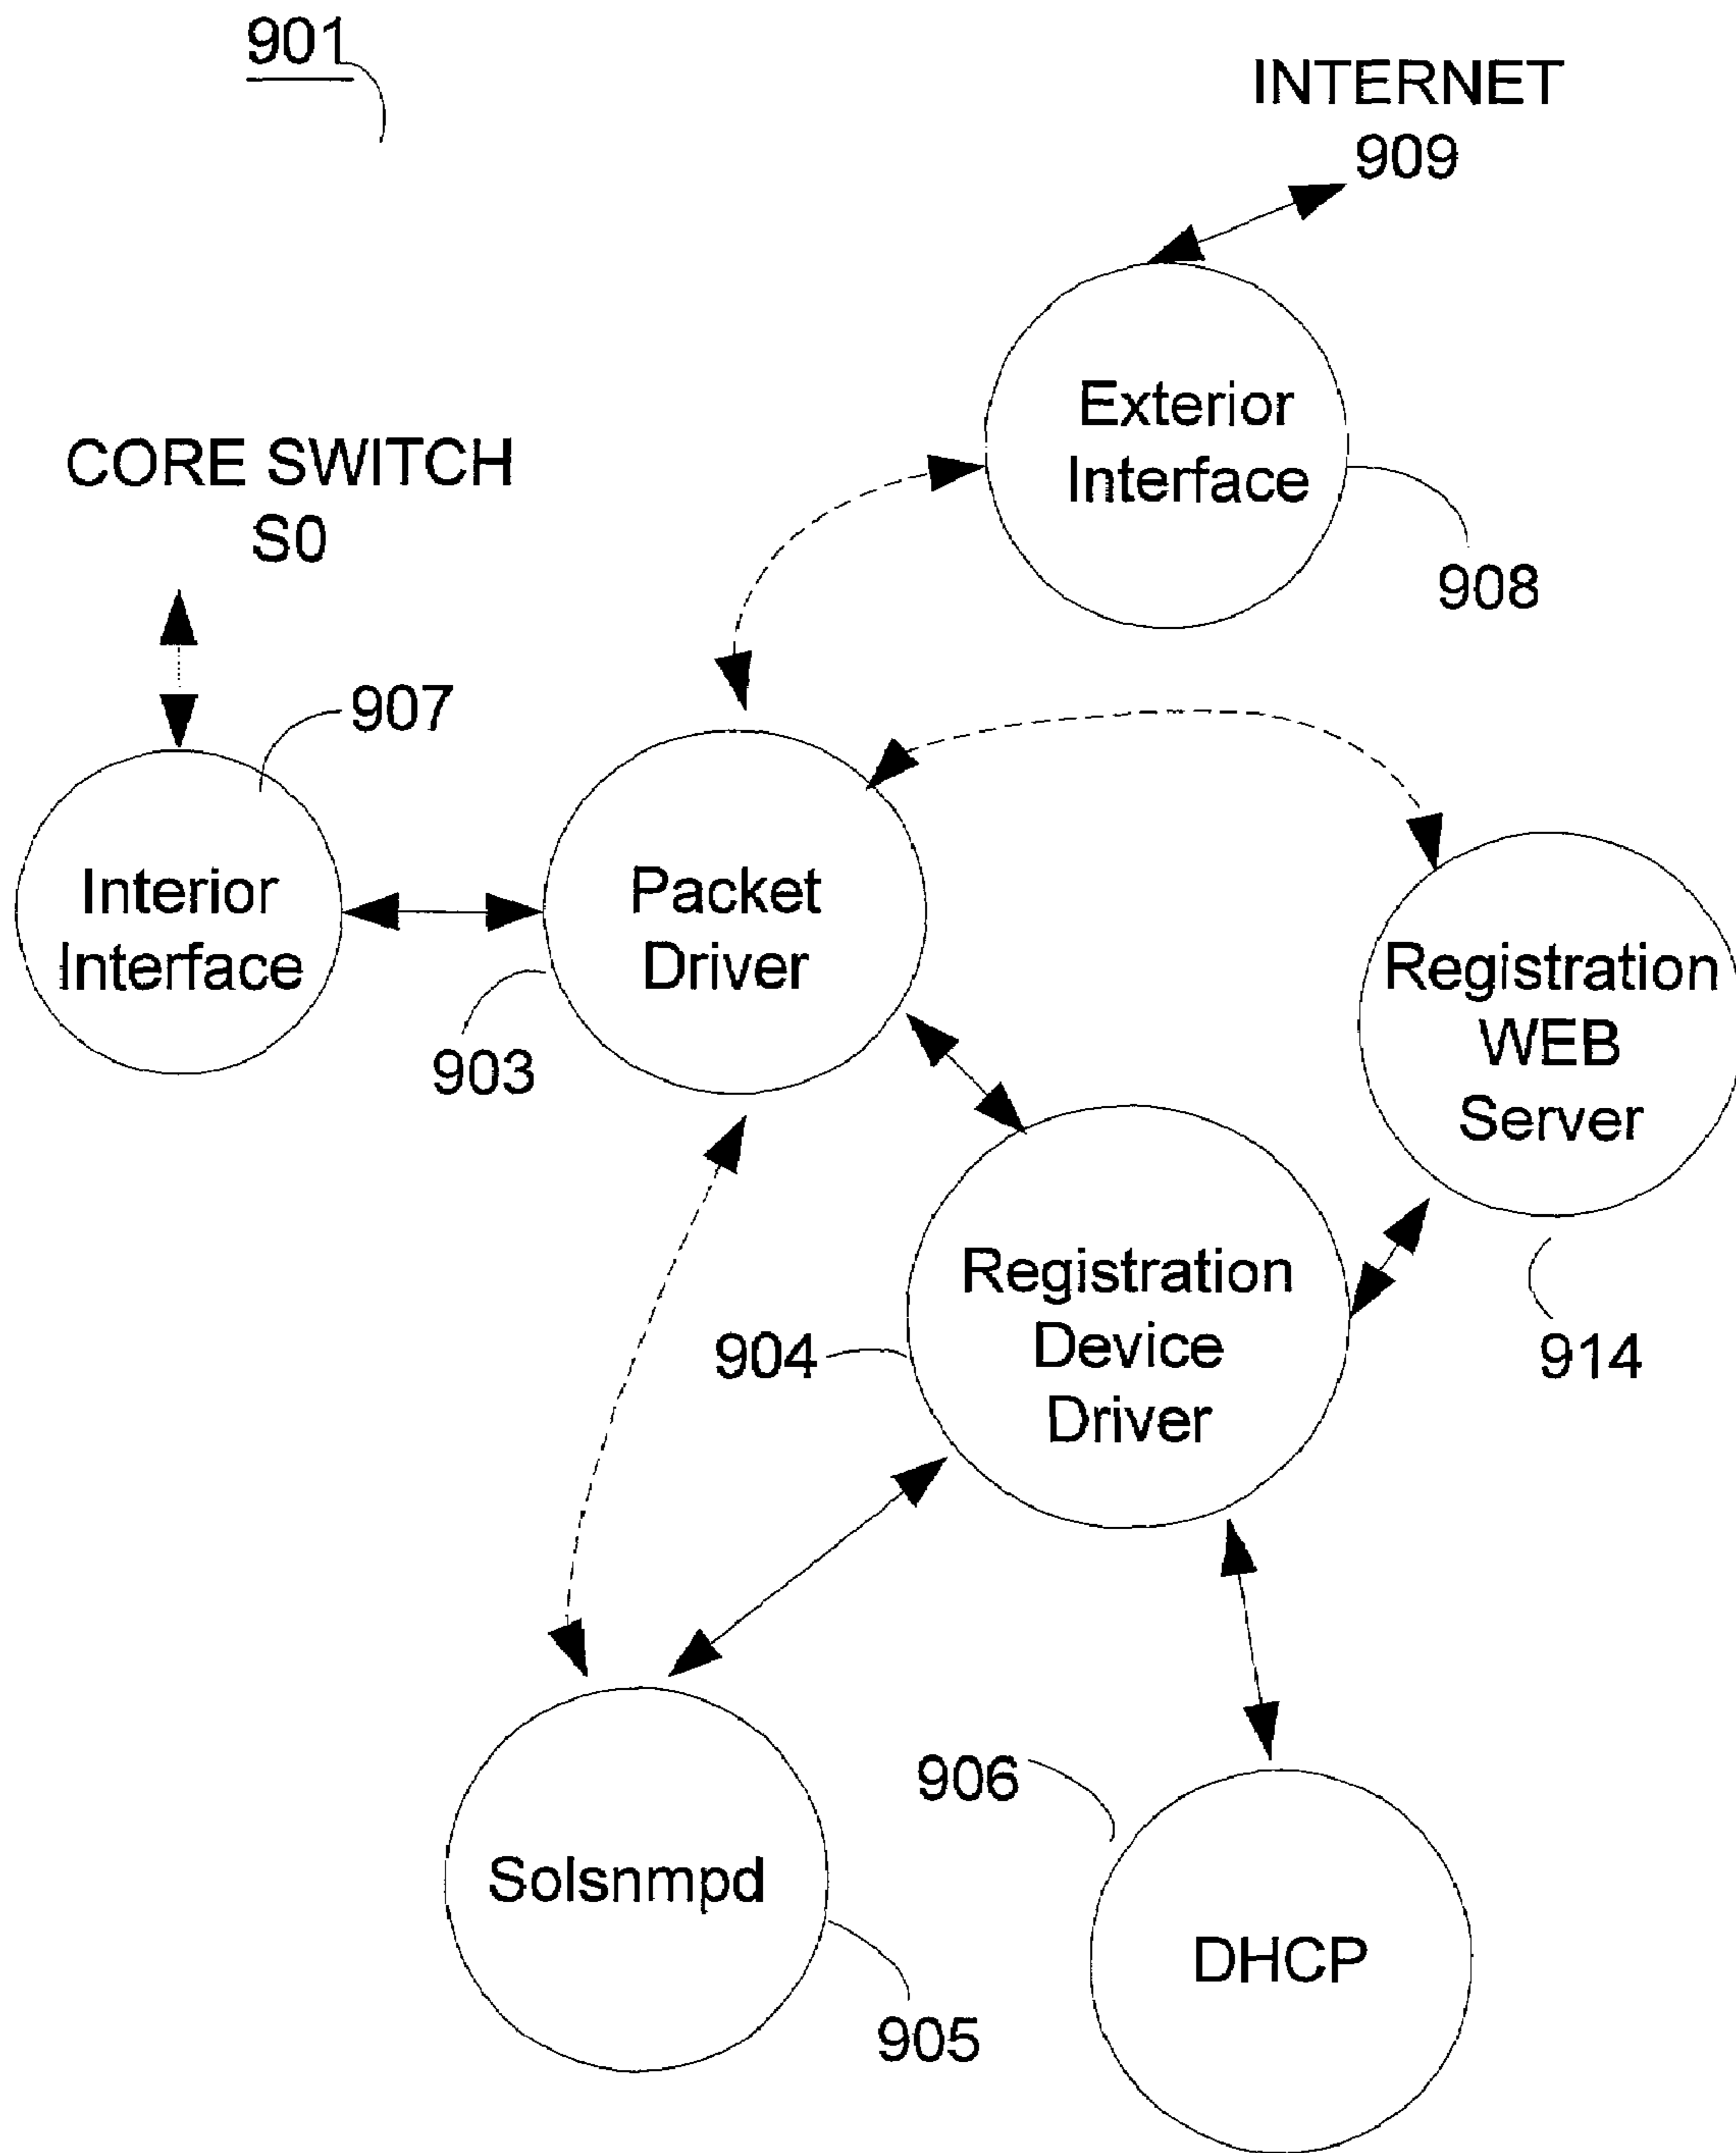 901
INTERNET
909
Exterior
Interface
908
CORE SWITCH
S0
907
Interior
Interface
Packet
Driver
903
Registration
WEB
Server
914
Registration
Device
Driver
904
906
Solsnmpd
905
DHCP